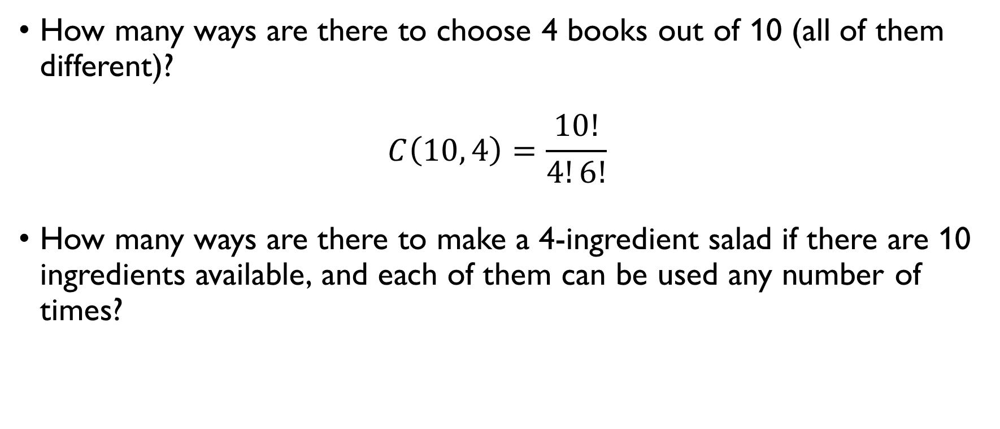 • How many ways are there to choose 4 books out of 10 (all of them
different)?
C(10, 4) = 10! / 4! 6!
• How many ways are there to make a 4-ingredient salad if there are 10
ingredients available, and each of them can be used any number of
times?